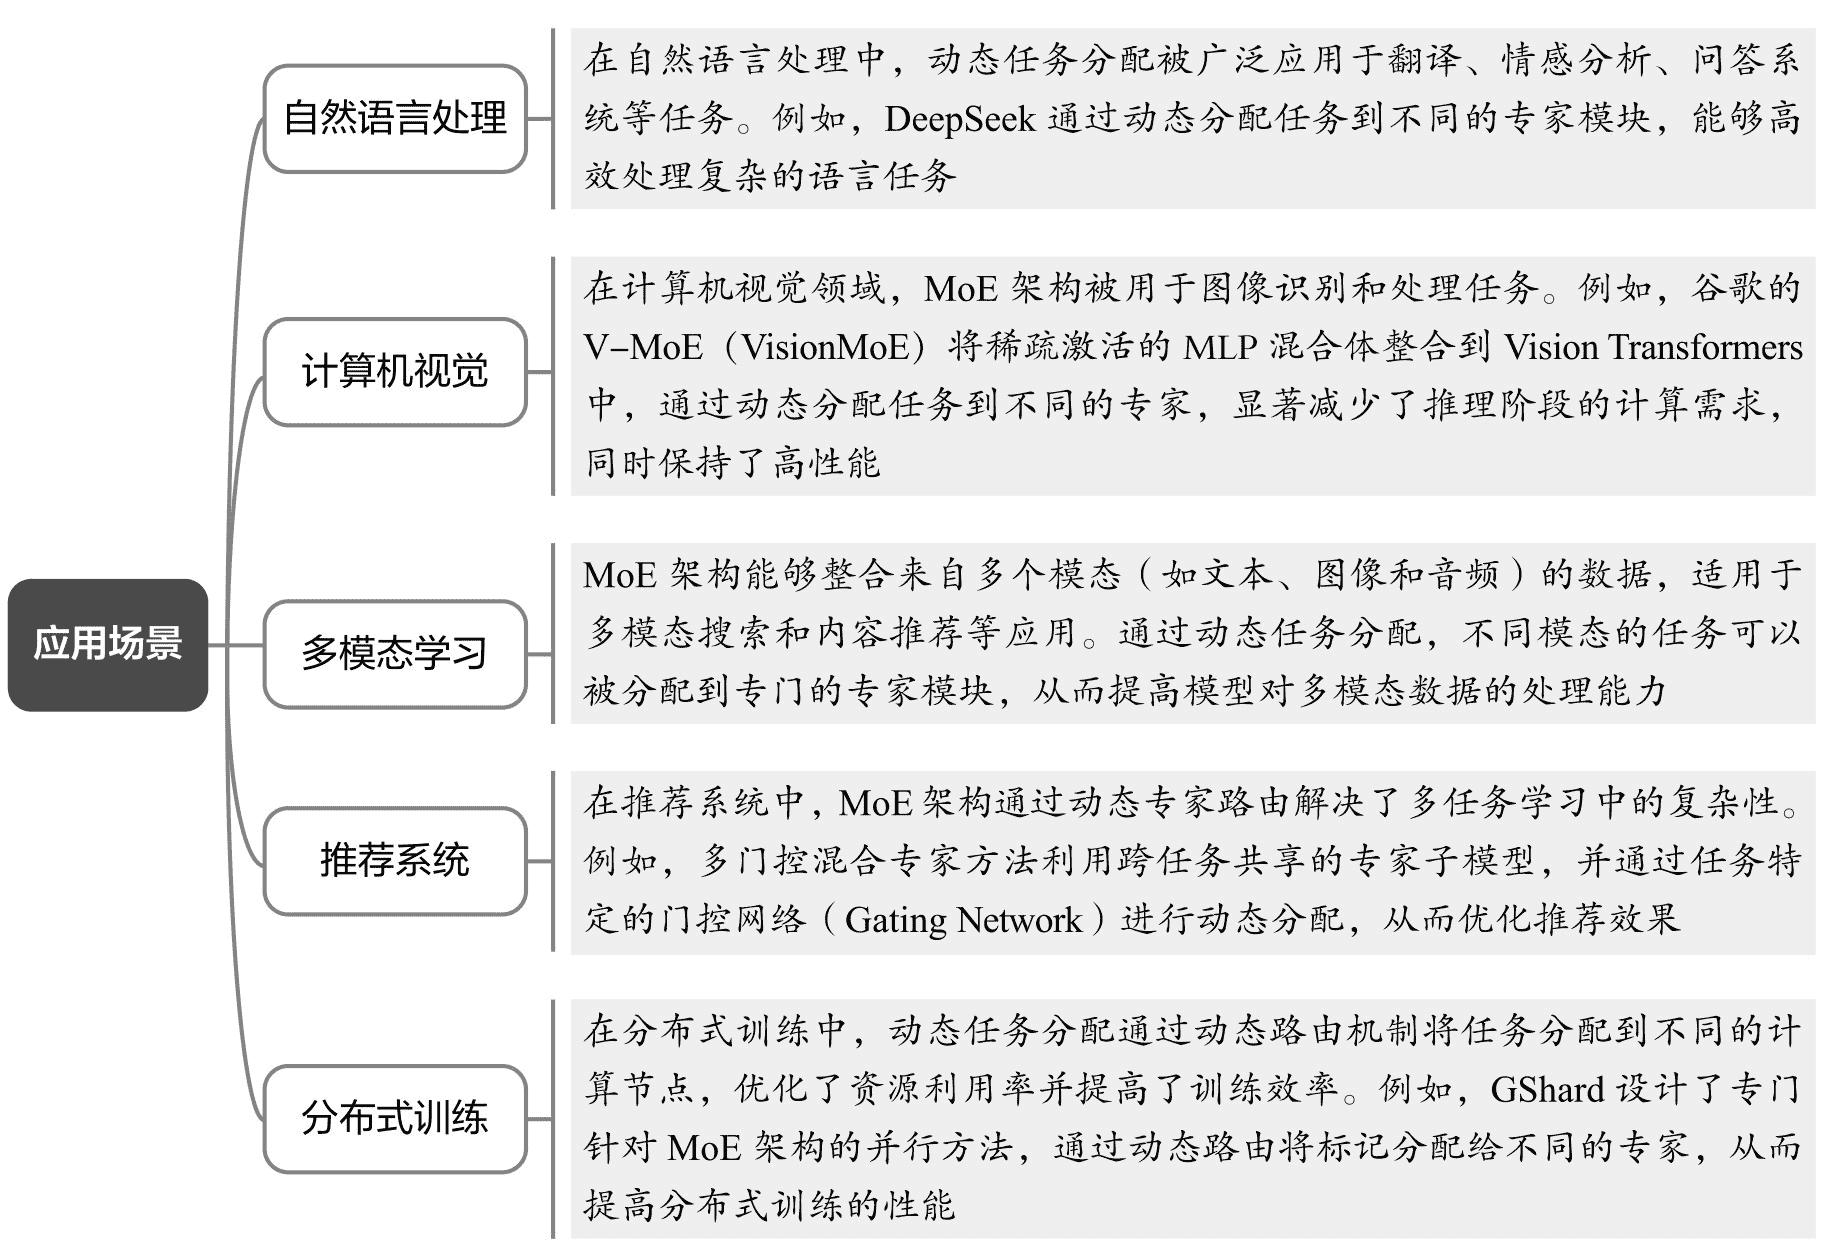 应用场景
自然语言处理
在自然语言处理中，动态任务分配被广泛应用于翻译、情感分析、问答系
统等任务。例如，DeepSeek 通过动态分配任务到不同的专家模块，能够高
效处理复杂的语言任务
计算机视觉
在计算机视觉领域，MoE 架构被用于图像识别和处理任务。例如，谷歌的
V-MoE（VisionMoE）将稀疏激活的 MLP 混合体整合到 Vision Transformers
中，通过动态分配任务到不同的专家，显著减少了推理阶段的计算需求，
同时保持了高性能
多模态学习
MoE 架构能够整合来自多个模态（如文本、图像和音频）的数据，适用于
多模态搜索和内容推荐等应用。通过动态任务分配，不同模态的任务可以
被分配到专门的专家模块，从而提高模型对多模态数据的处理能力
推荐系统
在推荐系统中，MoE 架构通过动态专家路由解决了多任务学习中的复杂性。
例如，多门控混合专家方法利用跨任务共享的专家子模型，并通过任务特
定的门控网络（Gating Network）进行动态分配，从而优化推荐效果
分布式训练
在分布式训练中，动态任务分配通过动态路由机制将任务分配到不同的计
算节点，优化了资源利用率并提高了训练效率。例如，GShard 设计了专门
针对 MoE 架构的并行方法，通过动态路由将标记分配给不同的专家，从而
提高分布式训练的性能